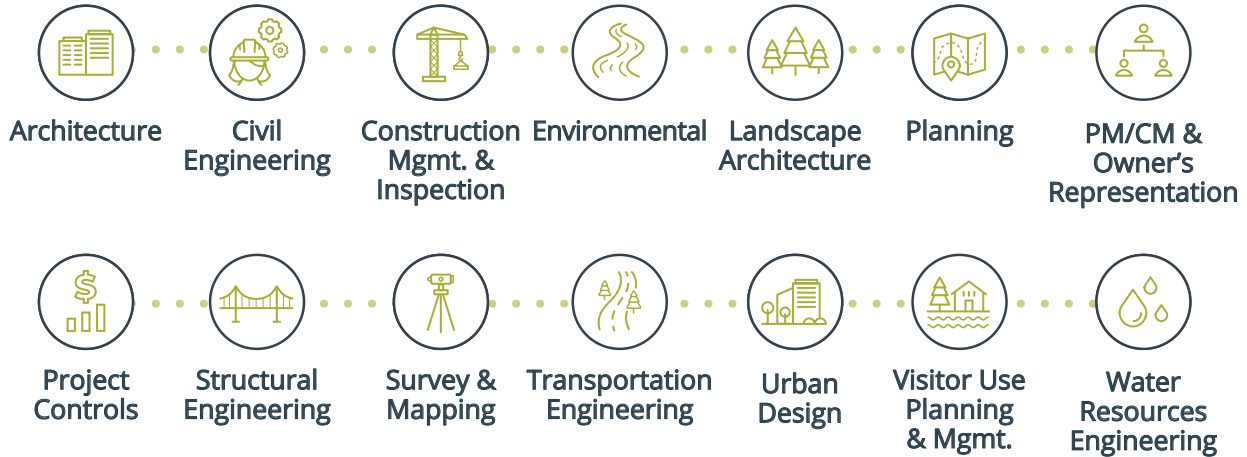 Architecture
Civil
Engineering
Construction
Mgmt. &
Inspection
Environmental
Landscape
Architecture
Planning
PM/CM &
Owner’s
Representation
$
Project
Controls
Structural
Engineering
Survey &
Mapping
Transportation
Engineering
Urban
Design
Visitor Use
Planning
& Mgmt.
Water
Resources
Engineering